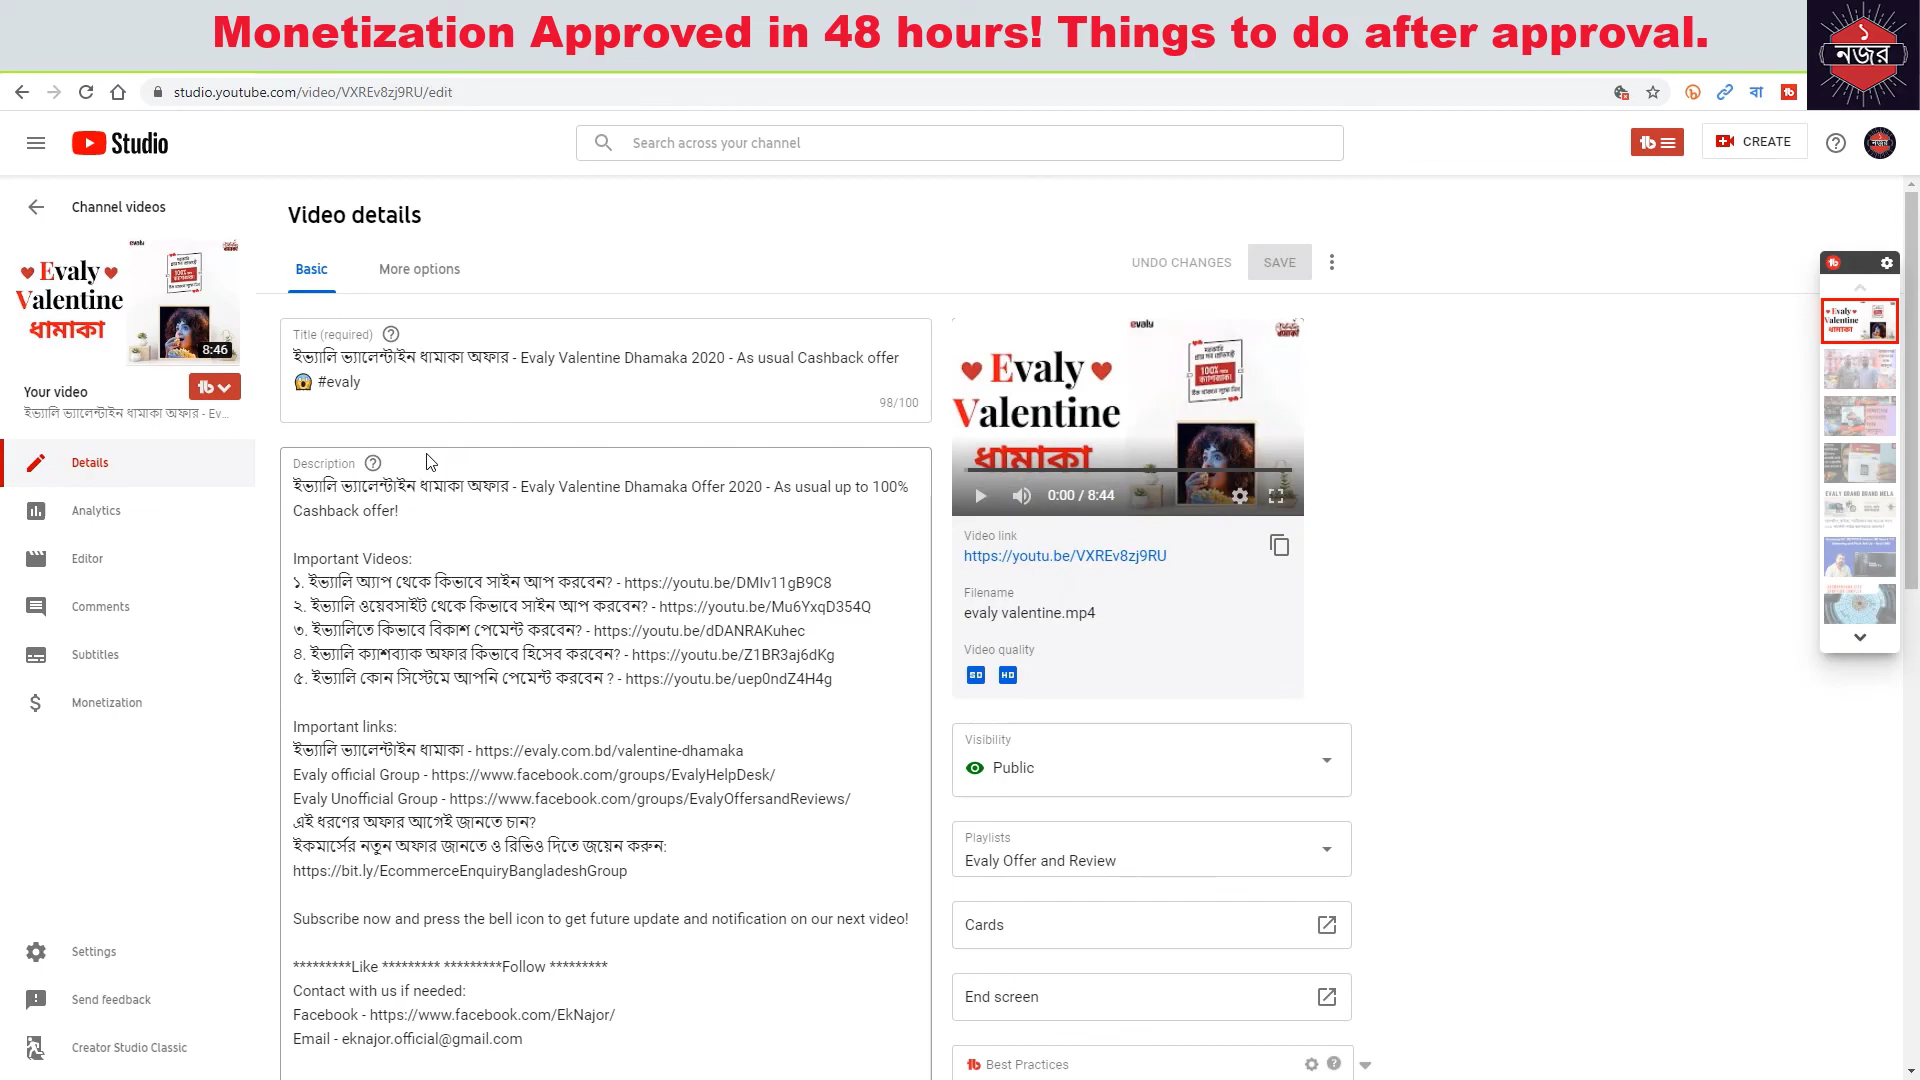 Monetization Approved in 48 hours! Things to do after approval.
১
নজর
studio.youtube.com/video/VXREv8zj9RU/edit
বা
Studio
Search across your channel
CREATE
Channel videos
Video details
Evaly
Valentine
ধামাকা
8:46
Basic
More options
UNDO CHANGES
SAVE
Your video
ইভ্যালি ভ্যালেন্টাইন ধামাকা অফার - Ev...
Title (required)
ইভ্যালি ভ্যালেন্টাইন ধামাকা অফার - Evaly Valentine Dhamaka 2020 - As usual Cashback offer
😱 #evaly
98/100
Details
Analytics
Editor
Comments
Subtitles
Monetization
Settings
Send feedback
Creator Studio Classic
Description
ইভ্যালি ভ্যালেন্টাইন ধামাকা অফার - Evaly Valentine Dhamaka Offer 2020 - As usual up to 100%
Cashback offer!
Important Videos:
১. ইভ্যালি অ্যাপ থেকে কিভাবে সাইন আপ করবেন? - https://youtu.be/DMIv11gB9C8
২. ইভ্যালি ওয়েবসাইট থেকে কিভাবে সাইন আপ করবেন? - https://youtu.be/Mu6YxqD354Q
৩. ইভ্যালিতে কিভাবে বিকাশ পেমেন্ট করবেন? - https://youtu.be/dDANRAKuhec
৪. ইভ্যালি ক্যাশব্যাক অফার কিভাবে হিসেব করবেন? - https://youtu.be/Z1BR3aj6dKg
৫. ইভ্যালি কোন সিস্টেমে আপনি পেমেন্ট করবেন ? - https://youtu.be/uep0ndZ4H4g
Important links:
ইভ্যালি ভ্যালেন্টাইন ধামাকা - https://evaly.com.bd/valentine-dhamaka
Evaly official Group - https://www.facebook.com/groups/EvalyHelpDesk/
Evaly Unofficial Group - https://www.facebook.com/groups/EvalyOffersandReviews/
এই ধরণের অফার আগেই জানতে চান?
ইকমার্সের নতুন অফার জানতে ও রিভিও দিতে জয়েন করুন:
https://bit.ly/EcommerceEnquiryBangladeshGroup
Subscribe now and press the bell icon to get future update and notification on our next video!
*********Like ********* *********Follow *********
Contact with us if needed:
Facebook - https://www.facebook.com/EkNajor/
Email - eknajor.official@gmail.com
evaly
Evaly
Valentine
ধামাকা
100%
0:00 / 8:44
Video link
https://youtu.be/VXREv8zj9RU
Filename
evaly valentine.mp4
Video quality
SD HD
Visibility
Public
Playlists
Evaly Offer and Review
Cards
End screen
Best Practices
Evaly
Valentine
ধামাকা
EVALY GRAND BRAND MELA